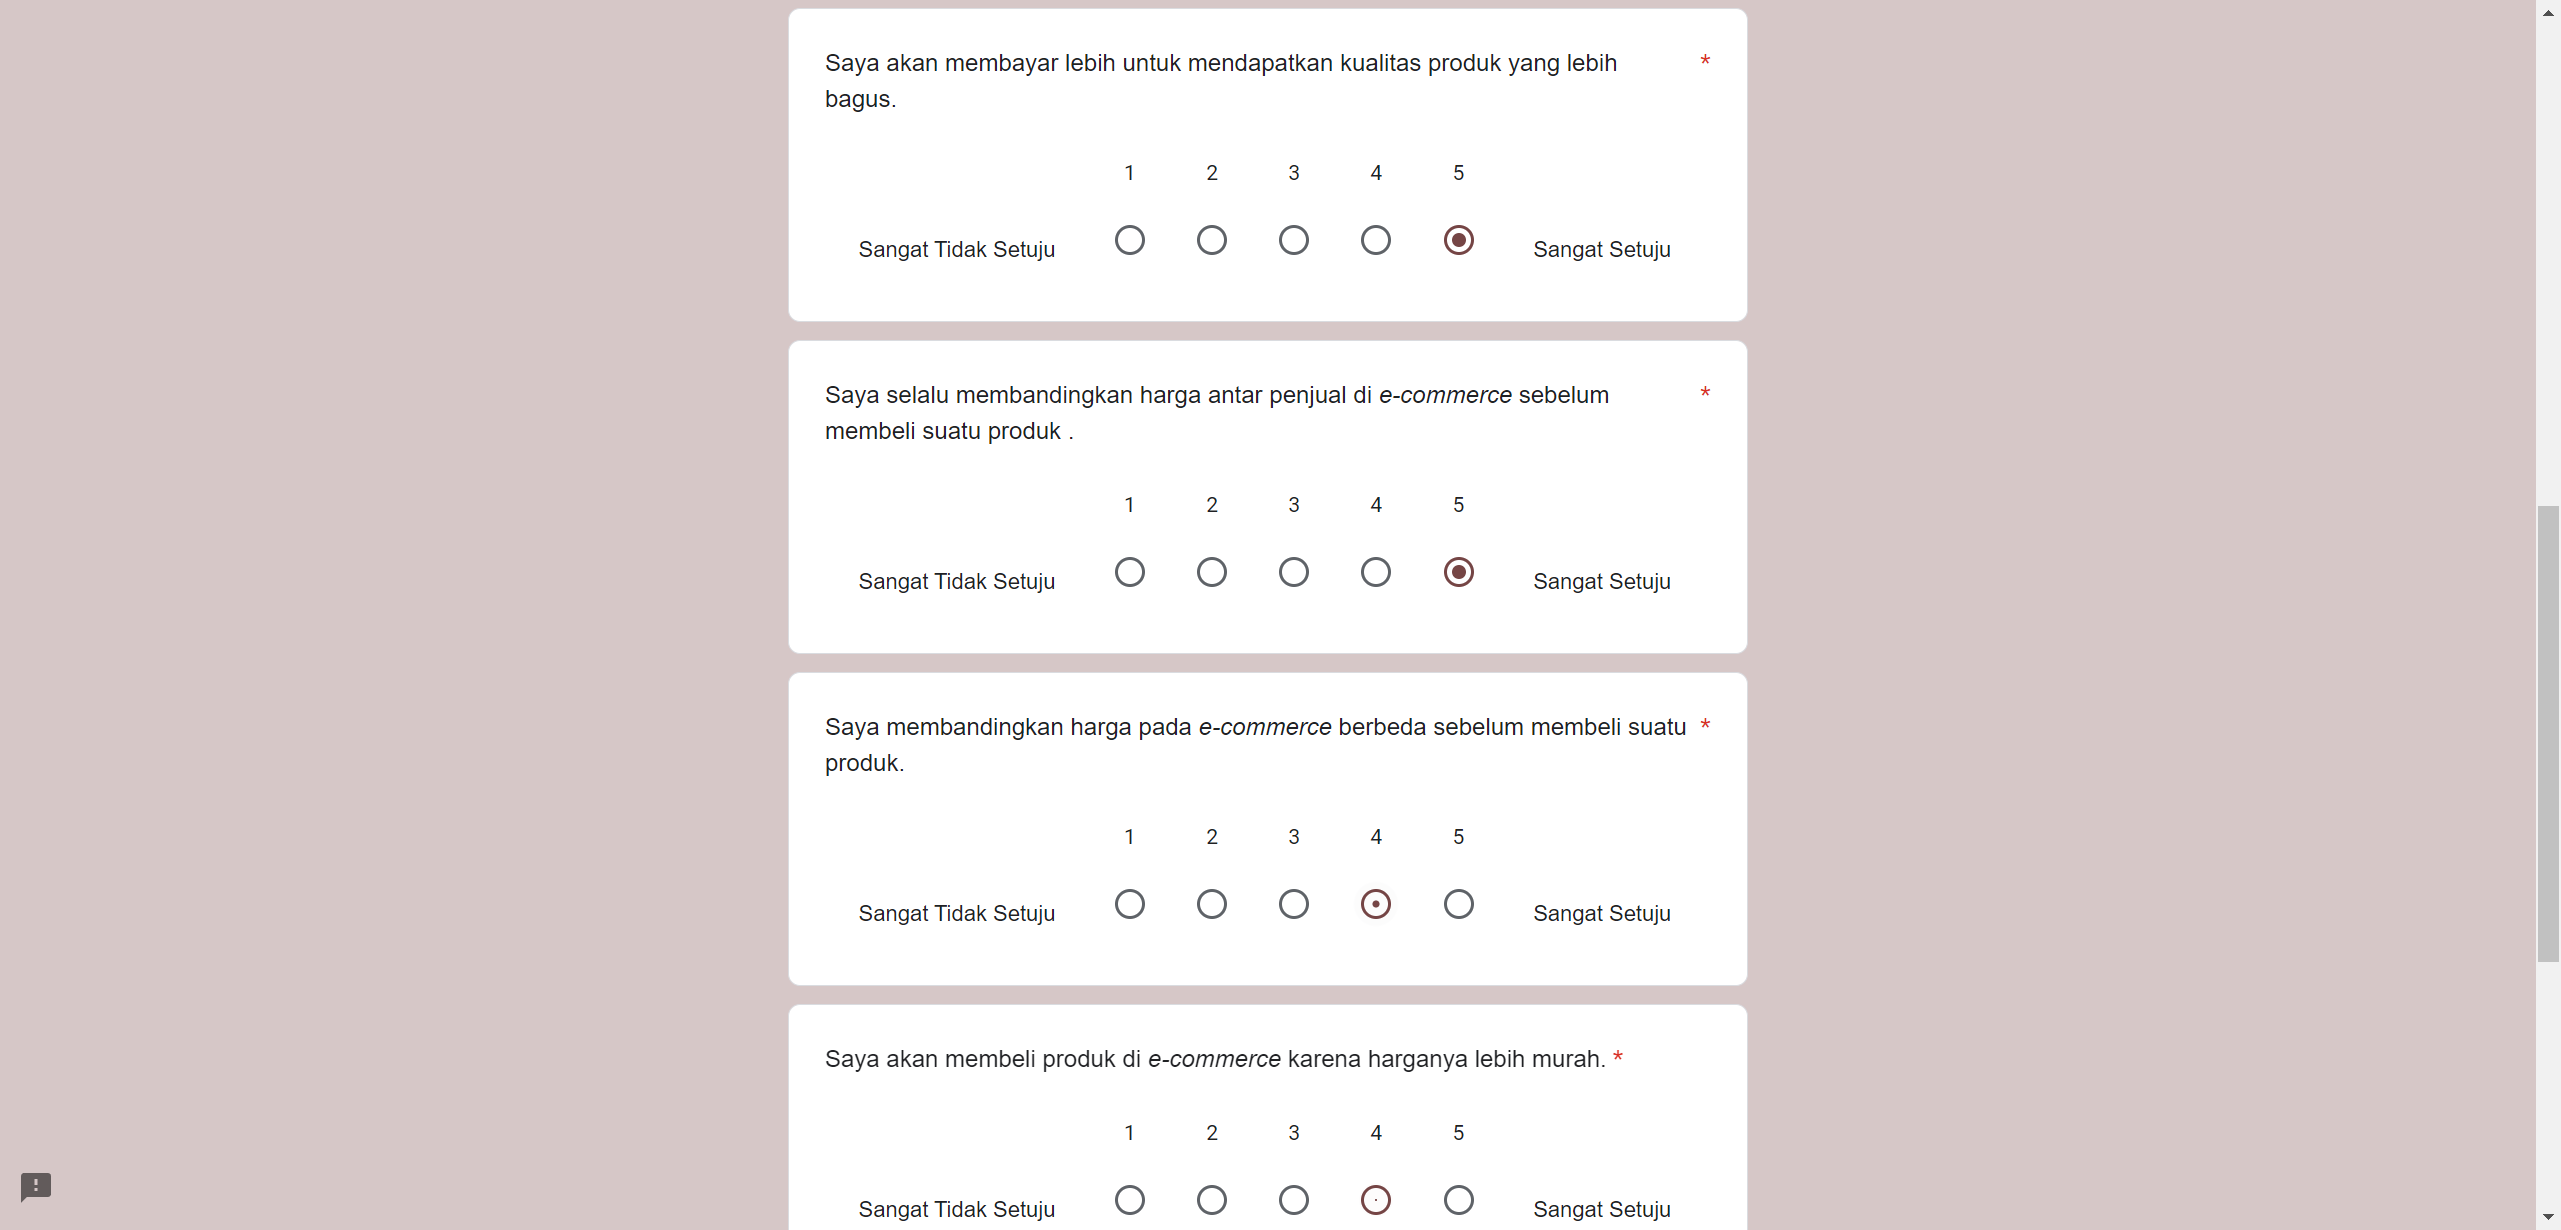 Saya akan membayar lebih untuk mendapatkan kualitas produk yang lebih *
bagus.
1 2 3 4 5
Sangat Tidak Setuju Sangat Setuju
Saya selalu membandingkan harga antar penjual di e-commerce sebelum *
membeli suatu produk .
1 2 3 4 5
Sangat Tidak Setuju Sangat Setuju
Saya membandingkan harga pada e-commerce berbeda sebelum membeli suatu *
produk.
1 2 3 4 5
Sangat Tidak Setuju Sangat Setuju
Saya akan membeli produk di e-commerce karena harganya lebih murah. *
1 2 3 4 5
Sangat Tidak Setuju Sangat Setuju